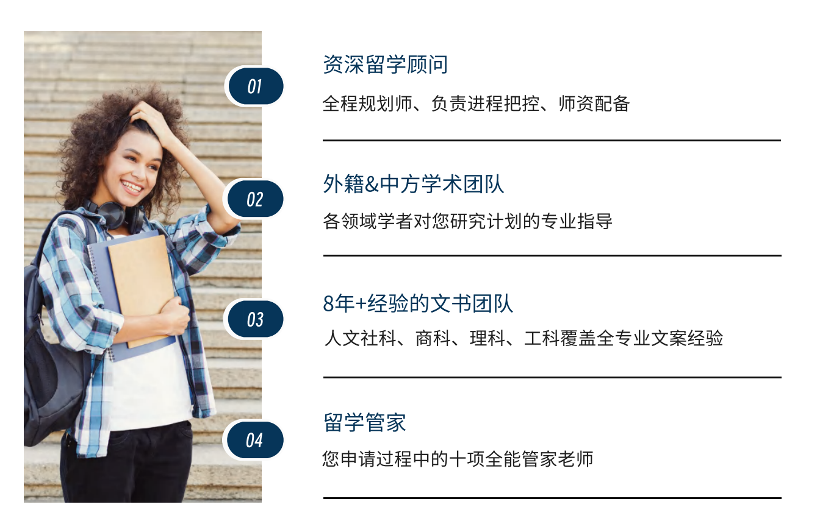 01
资深留学顾问
全程规划师、负责进程把控、师资配备
02
外籍&中方学术团队
各领域学者对您研究计划的专业指导
03
8年+经验的文书团队
人文社科、商科、理科、工科覆盖全专业文案经验
04
留学管家
您申请过程中的十项全能管家老师